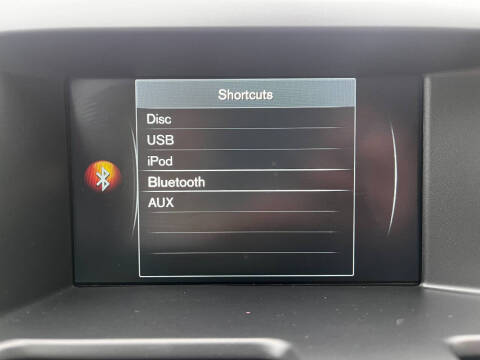 Shortcuts
Disc
USB
iPod
Bluetooth
AUX